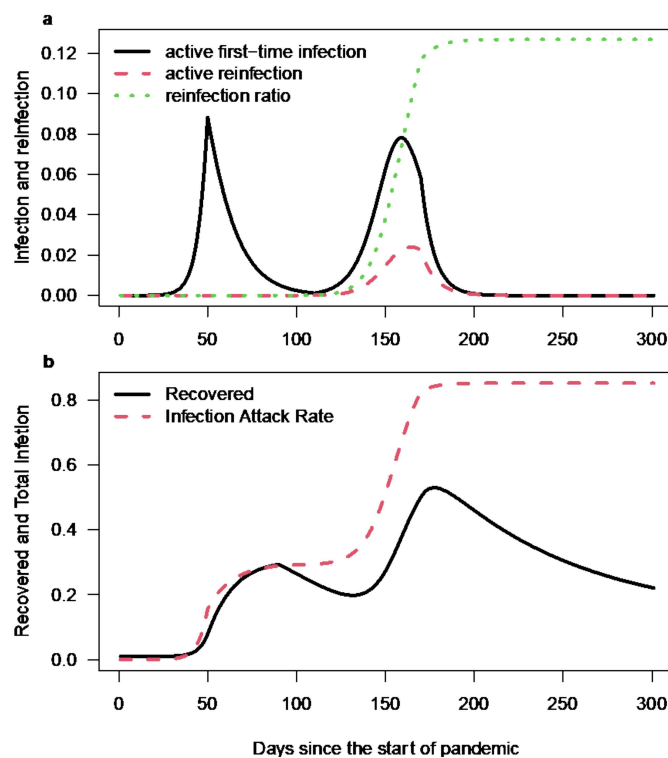 a
0.12
0.10
0.08
0.06
0.04
0.02
0.00
Infection and reinfection
active first-time infection
active reinfection
reinfection ratio
0 50 100 150 200 250 300
b
0.8
0.6
0.4
0.2
0.0
Recovered and Total Infetion
Recovered
Infection Attack Rate
0 50 100 150 200 250 300
Days since the start of pandemic